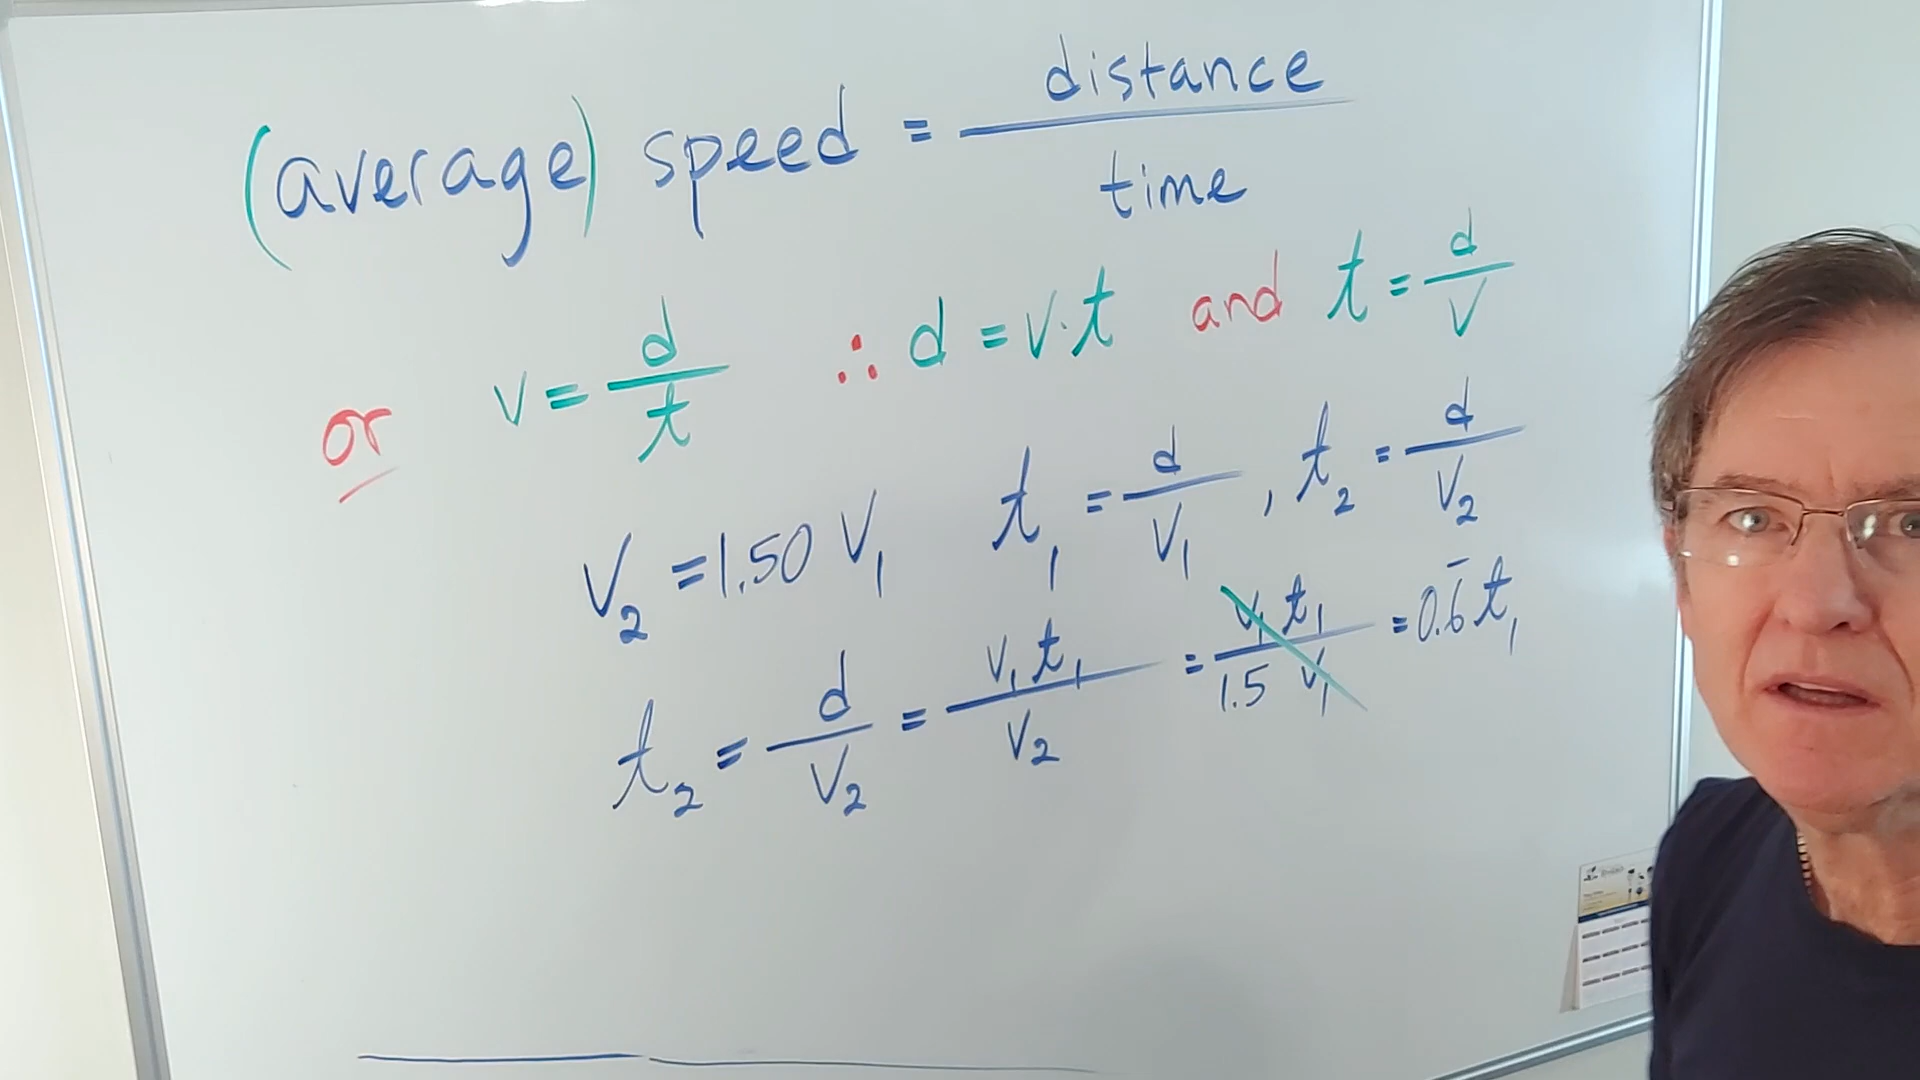 (average) speed = distance / time
or v = d / t ∴ d = v·t and t = d / v
V₂ = 1.50 V₁ t₁ = d / V₁ , t₂ = d / V₂
t₂ = d / V₂ = V₁ t₁ / V₂ = V₁ t₁ / 1.5 V₁ = 0.6̅ t₁